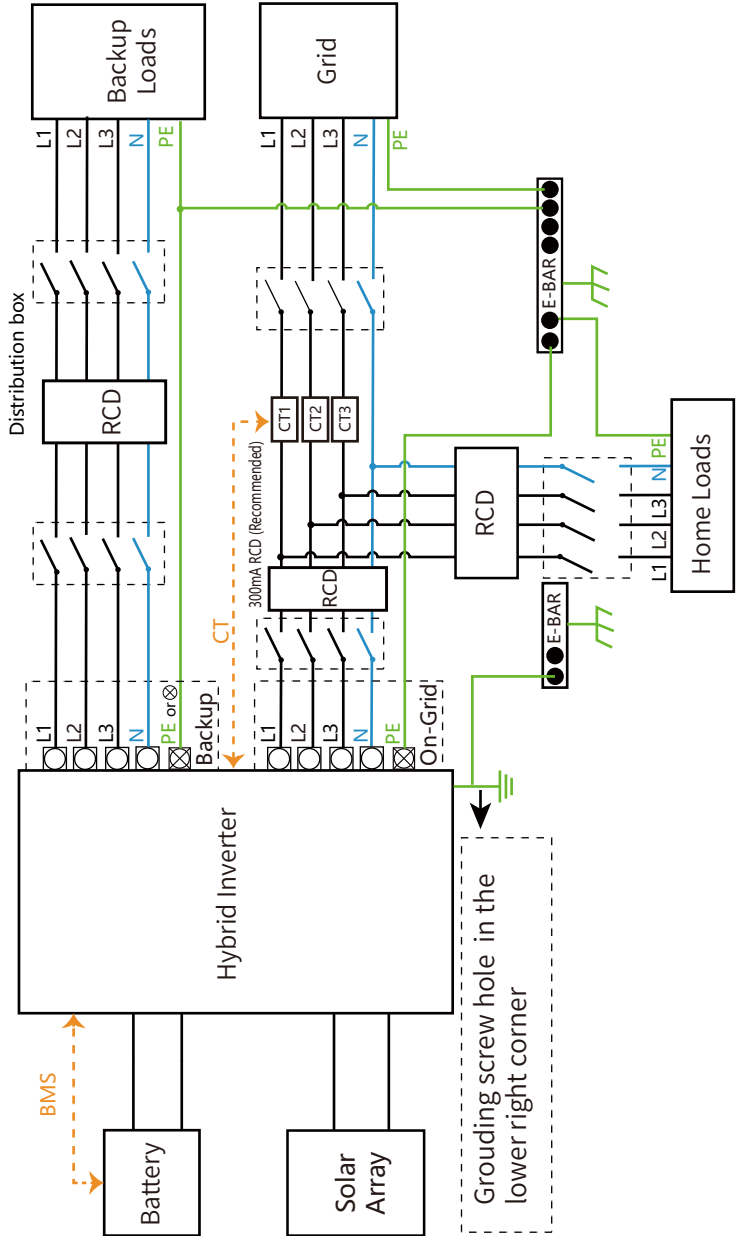 Distribution box
Backup
Loads
L1
L2
L3
N
PE
RCD
L1
L2
L3
N
PE or
Backup
Grid
L1
L2
L3
N
PE
CT1
CT2
CT3
300mA RCD (Recommended)
RCD
CT
L1
L2
L3
N
PE
On-Grid
E-BAR
RCD
L1
L2
L3
N
PE
Home Loads
E-BAR
Hybrid Inverter
BMS
Battery
Solar
Array
Grouding screw hole in the
lower right corner